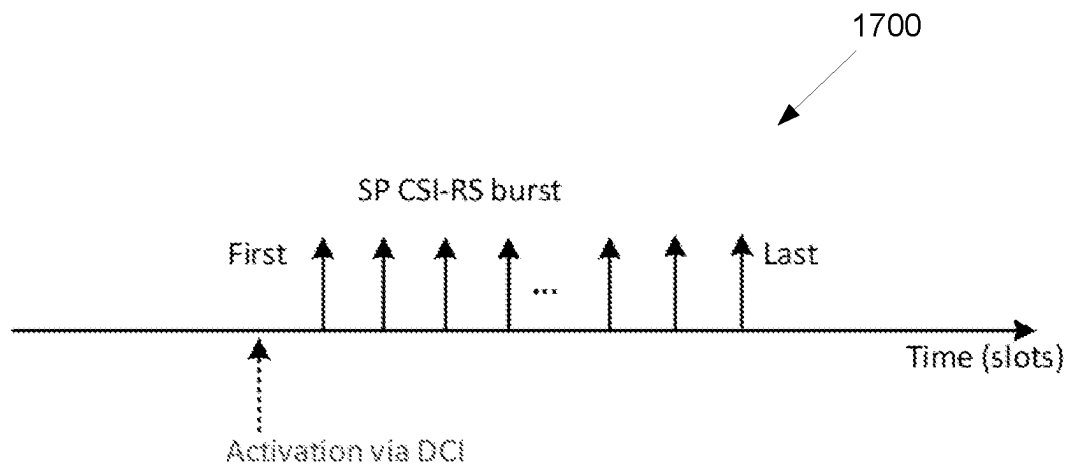 1700
SP CSI-RS burst
First
Last
...
Time (slots)
Activation via DCI